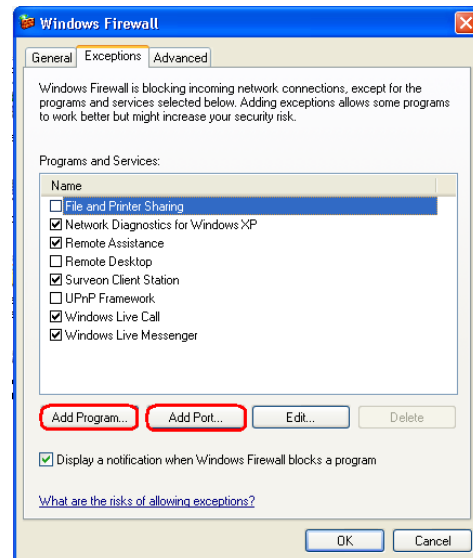 Windows Firewall
General Exceptions Advanced
Windows Firewall is blocking incoming network connections, except for the
programs and services selected below. Adding exceptions allows some programs
to work better but might increase your security risk.
Programs and Services:
Name
File and Printer Sharing
Network Diagnostics for Windows XP
Remote Assistance
Remote Desktop
Surveon Client Station
UPnP Framework
Windows Live Call
Windows Live Messenger
Add Program... Add Port... Edit... Delete
Display a notification when Windows Firewall blocks a program
What are the risks of allowing exceptions?
OK Cancel